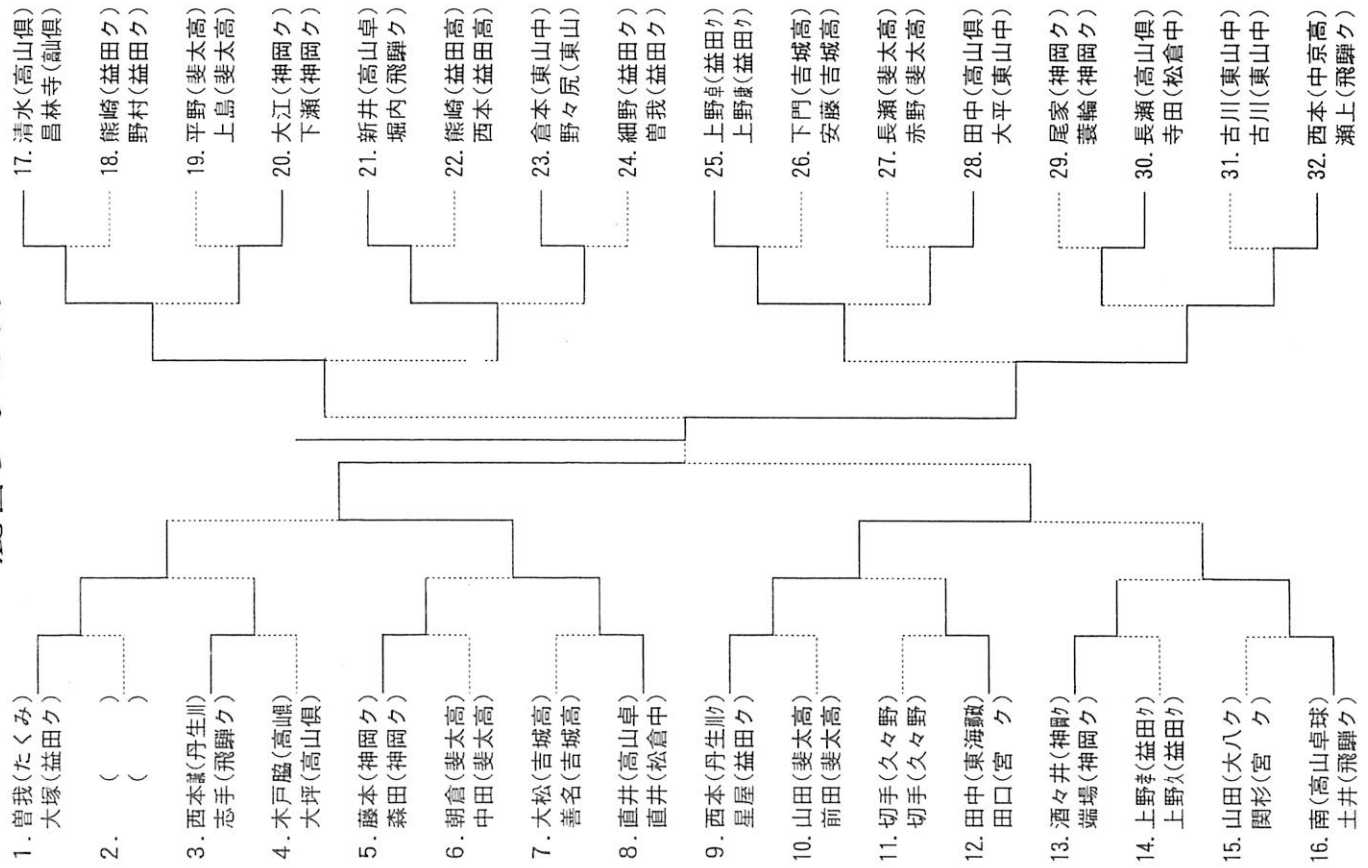 1. 曽我(たくみ)
大塚(益田ク)
2. (　　)
(　　)
3. 西本誠(丹生川)
志手(飛騨ク)
4. 木戸脇(高山倶)
大坪(高山倶)
5. 藤本(神岡ク)
森田(神岡ク)
6. 朝倉(斐太高)
中田(斐太高)
7. 大松(吉城高)
善名(吉城高)
8. 直井(高山卓)
直井(松倉中)
9. 西本(丹生川ク)
星屋(益田ク)
10. 山田(斐太高)
前田(斐太高)
11. 切手(久々野)
切手(久々野)
12. 田中(東海郵政)
田口(宮　ク)
13. 酒々井(神岡ク)
端場(神岡ク)
14. 上野孝(益田ク)
上野久(益田ク)
15. 山田(大八ク)
関杉(宮　ク)
16. 南(高山卓球)
土井(飛騨ク)
17. 清水(高山倶)
昌林寺(高山倶)
18. 熊崎(益田ク)
野村(益田ク)
19. 平野(斐太高)
上島(斐太高)
20. 大江(神岡ク)
下瀬(神岡ク)
21. 新井(高山卓)
堀内(飛騨ク)
22. 熊崎(益田高)
西本(益田高)
23. 倉本(東山中)
野々尻(東山)
24. 細野(益田ク)
曽我(益田ク)
25. 上野卓(益田ク)
上野康(益田ク)
26. 下門(吉城高)
安藤(吉城高)
27. 長瀬(斐太高)
赤野(斐太高)
28. 田中(高山倶)
大平(東山中)
29. 尾家(神岡ク)
蓑輪(神岡ク)
30. 長瀬(高山倶)
寺田(松倉中)
31. 古川(東山中)
古川(東山中)
32. 西本(中京高)
瀬上(飛騨ク)